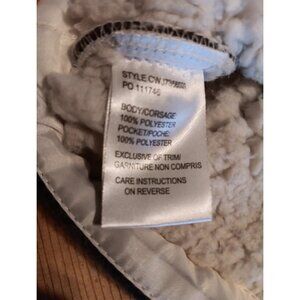 STYLE
PO 111746
BODY/CORSAGE
100% POLYESTER
POCKET/POCHE:
100% POLYESTER
EXCLUSIVE OF TRIM/
GARNITURE NON COMPRIS
CARE INSTRUCTIONS
ON REVERSE